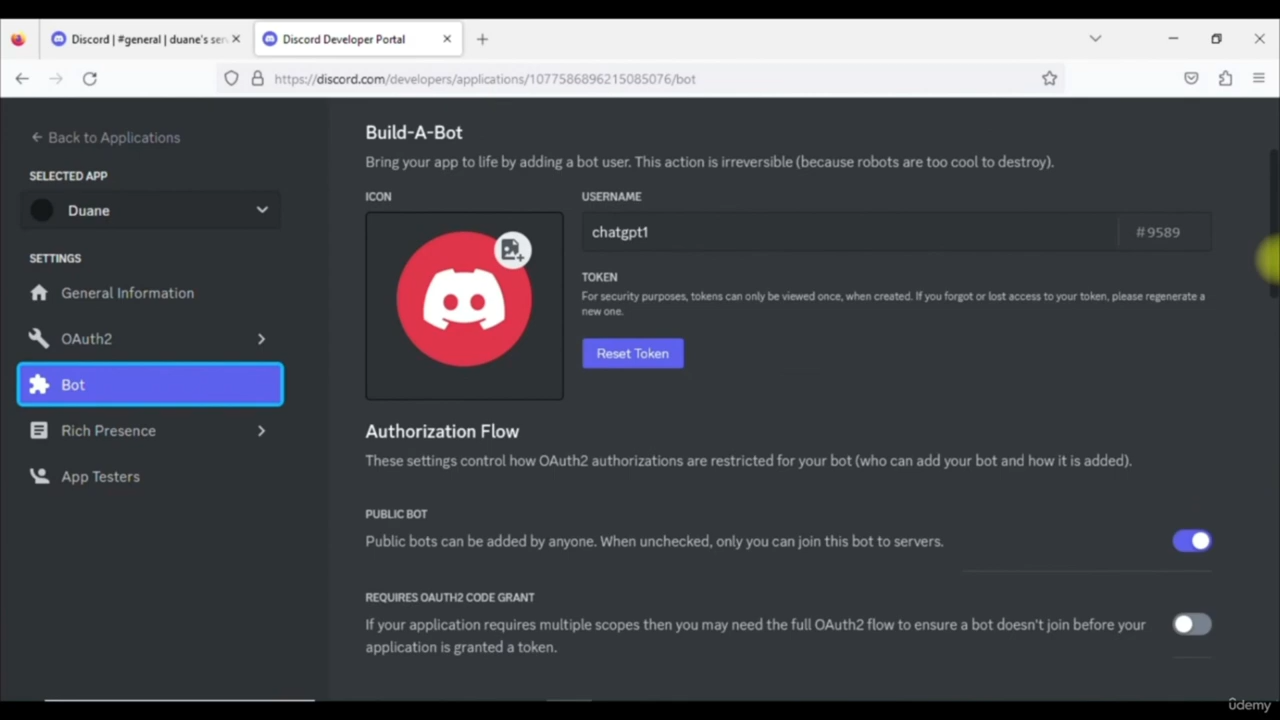 Discord | #general | duane's ser
Discord Developer Portal
https://discord.com/developers/applications/1077586896215085076/bot
Back to Applications
SELECTED APP
Duane
SETTINGS
General Information
OAuth2
Bot
Rich Presence
App Testers
Build-A-Bot
Bring your app to life by adding a bot user. This action is irreversible (because robots are too cool to destroy).
ICON
USERNAME
chatgpt1
#9589
TOKEN
For security purposes, tokens can only be viewed once, when created. If you forgot or lost access to your token, please regenerate a
new one.
Reset Token
Authorization Flow
These settings control how OAuth2 authorizations are restricted for your bot (who can add your bot and how it is added).
PUBLIC BOT
Public bots can be added by anyone. When unchecked, only you can join this bot to servers.
REQUIRES OAUTH2 CODE GRANT
If your application requires multiple scopes then you may need the full OAuth2 flow to ensure a bot doesn't join before your
application is granted a token.
ûdemy